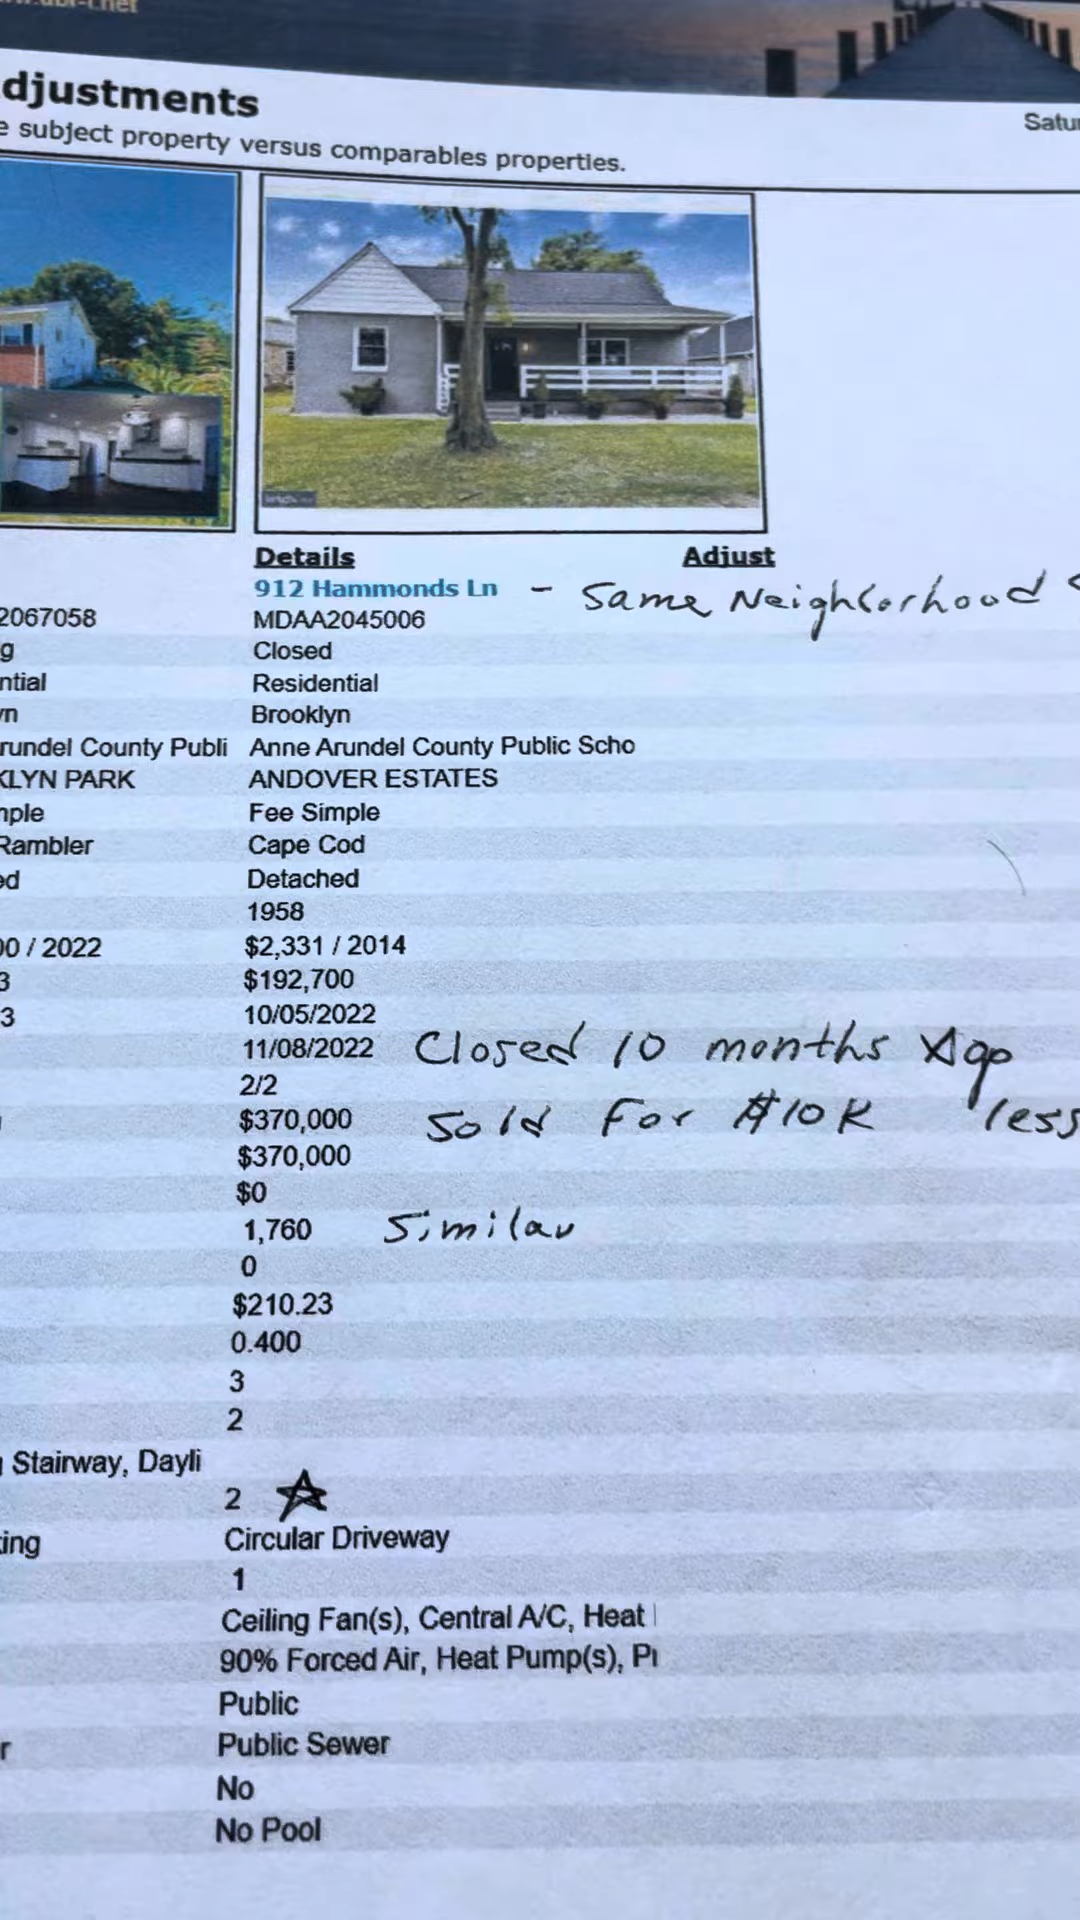 djustments
Satu
e subject property versus comparables properties.
Details Adjust
912 Hammonds Ln - Same Neighborhood
2067058 MDAA2045006
g Closed
ntial Residential
n Brooklyn
rundel County Publi Anne Arundel County Public Scho
KLYN PARK ANDOVER ESTATES
mple Fee Simple
Rambler Cape Cod
ed Detached
1958
00 / 2022 $2,331 / 2014
3 $192,700
3 10/05/2022
11/08/2022 Closed 10 months Ago
2/2
$370,000 Sold For $10K less
$370,000
$0
1,760 Similar
0
$210.23
0.400
3
2
Stairway, Dayli
2
ing Circular Driveway
1
Ceiling Fan(s), Central A/C, Heat
90% Forced Air, Heat Pump(s), P
Public
r Public Sewer
No
No Pool